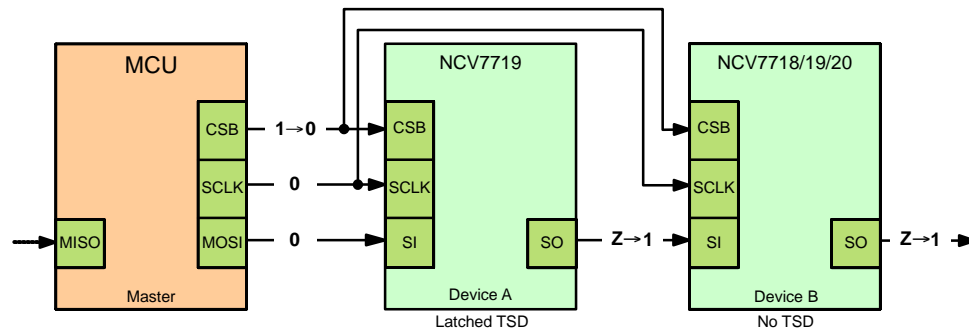 MCU
NCV7719
NCV7718/19/20
CSB
1→0
CSB
CSB
SCLK
0
SCLK
SCLK
MISO
MOSI
0
SI
SO
Z→1
SI
SO
Z→1
Master
Device A
Device B
Latched TSD
No TSD